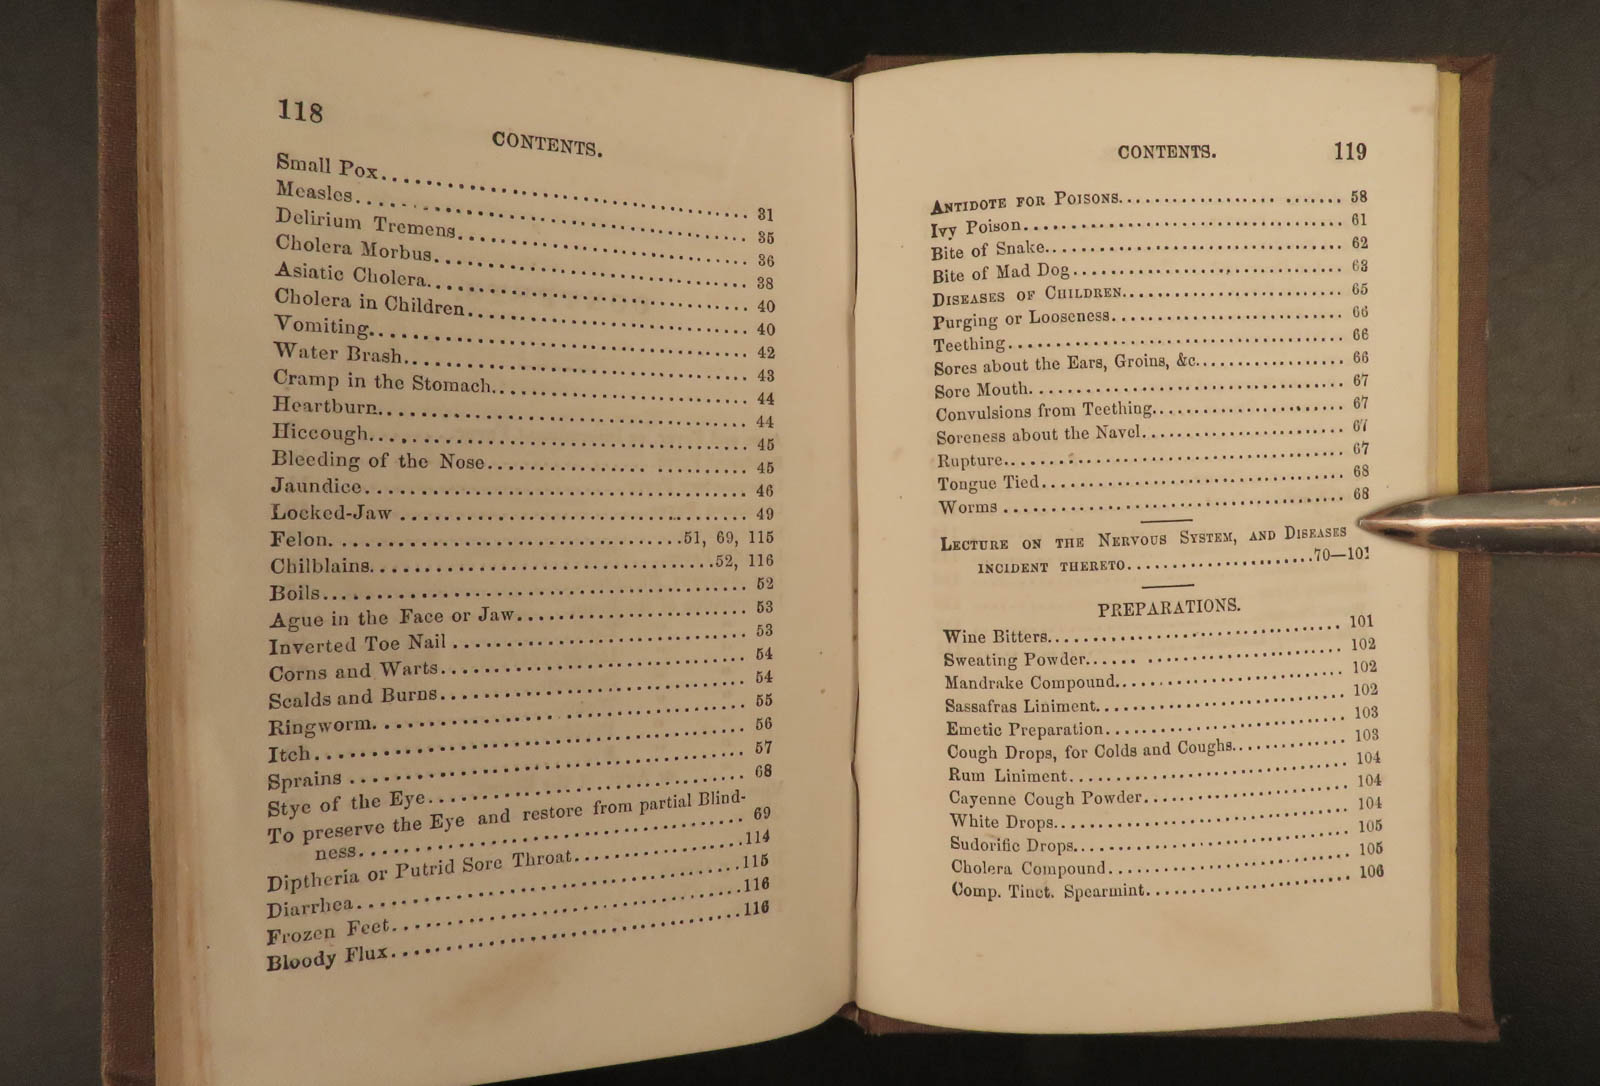 118
CONTENTS.
Small Pox........ 31
Measles........ 35
Delirium Tremens........ 36
Cholera Morbus........ 38
Asiatic Cholera........ 40
Cholera in Children........ 40
Vomiting........ 42
Water Brash........ 43
Cramp in the Stomach........ 44
Heartburn........ 44
Hiccough........ 45
Bleeding of the Nose........ 45
Jaundice........ 46
Locked-Jaw ........ 49
Felon........51, 69, 115
Chilblains........52, 116
Boils........ 52
Ague in the Face or Jaw........ 53
Inverted Toe Nail ........ 53
Corns and Warts........ 54
Scalds and Burns........ 54
Ringworm........ 55
Itch........ 56
Sprains ........ 57
Stye of the Eye........ 68
To preserve the Eye and restore from partial Blind-
ness........ 69
Diptheria or Putrid Sore Throat........114
Diarrhea........115
Frozen Feet........116
Bloody Flux........116
CONTENTS. 119
ANTIDOTE FOR POISONS........ 58
Ivy Poison........ 61
Bite of Snake........ 62
Bite of Mad Dog........ 63
DISEASES OF CHILDREN........ 65
Purging or Looseness........ 66
Teething........ 66
Sores about the Ears, Groins, &c........ 66
Sore Mouth........ 67
Convulsions from Teething........ 67
Soreness about the Navel........ 67
Rupture........ 67
Tongue Tied........ 68
Worms ........ 68
LECTURE ON THE NERVOUS SYSTEM, AND DISEASES
INCIDENT THERETO........70—101
PREPARATIONS.
Wine Bitters........ 101
Sweating Powder........ 102
Mandrake Compound........ 102
Sassafras Liniment........ 102
Emetic Preparation........ 103
Cough Drops, for Colds and Coughs........ 103
Rum Liniment........ 104
Cayenne Cough Powder........ 104
White Drops........ 104
Sudorific Drops........ 105
Cholera Compound........ 105
Comp. Tinct. Spearmint........ 106